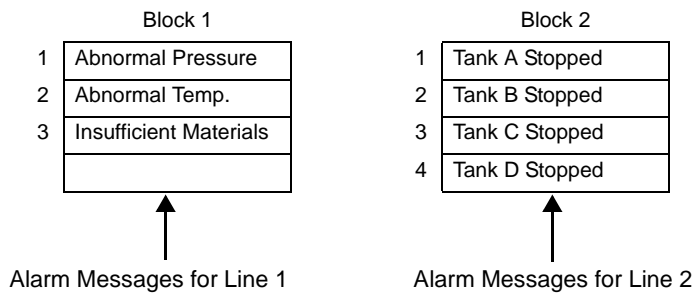 Block 1
1 Abnormal Pressure
2 Abnormal Temp.
3 Insufficient Materials
Alarm Messages for Line 1
Block 2
1 Tank A Stopped
2 Tank B Stopped
3 Tank C Stopped
4 Tank D Stopped
Alarm Messages for Line 2